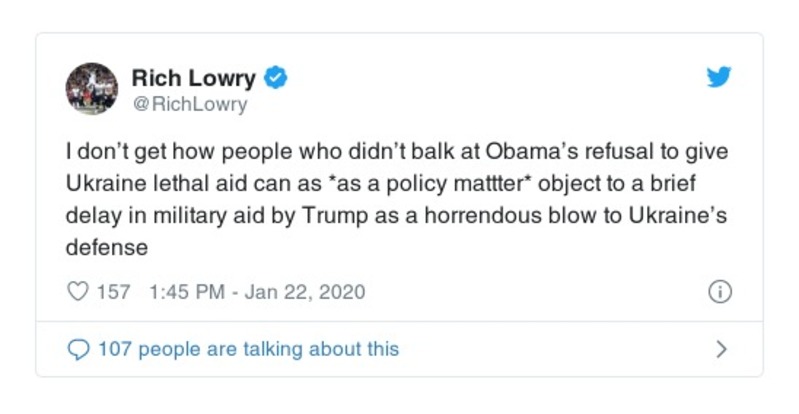 Rich Lowry
@RichLowry
I don’t get how people who didn’t balk at Obama’s refusal to give
Ukraine lethal aid can as *as a policy mattter* object to a brief
delay in military aid by Trump as a horrendous blow to Ukraine’s
defense
157 1:45 PM - Jan 22, 2020
107 people are talking about this